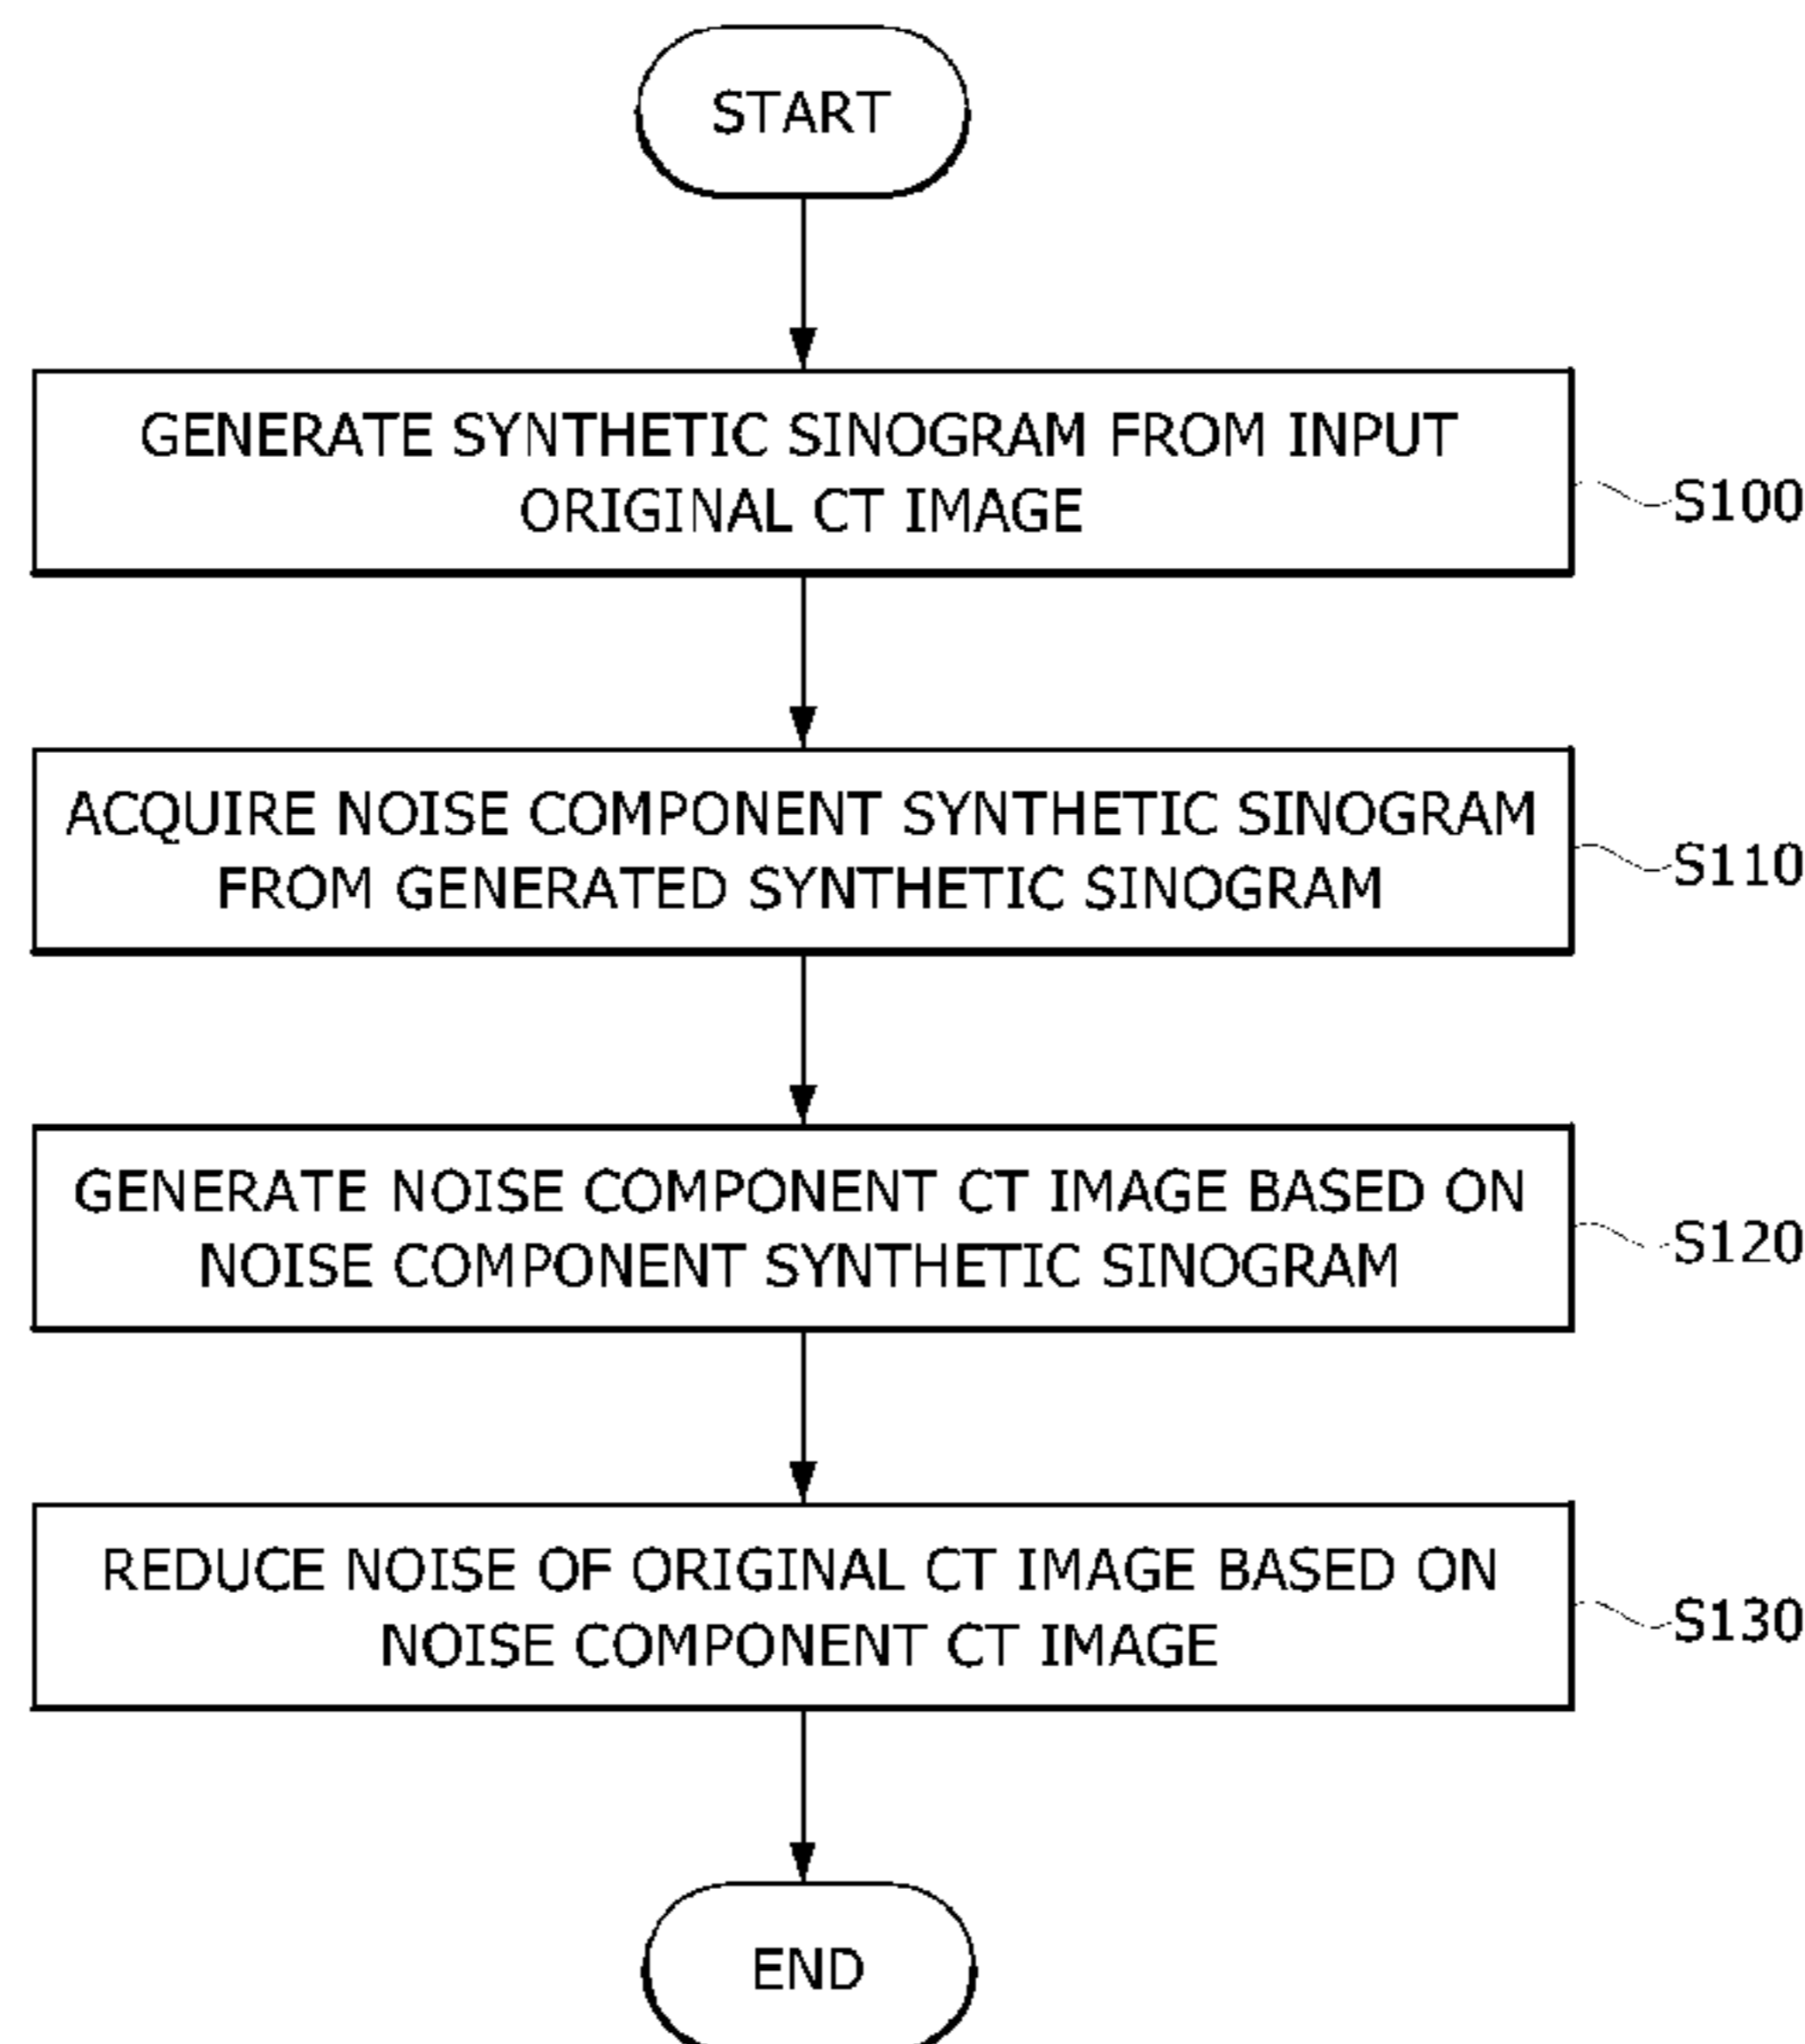 START
GENERATE SYNTHETIC SINOGRAM FROM INPUT
ORIGINAL CT IMAGE
S100
ACQUIRE NOISE COMPONENT SYNTHETIC SINOGRAM
FROM GENERATED SYNTHETIC SINOGRAM
S110
GENERATE NOISE COMPONENT CT IMAGE BASED ON
NOISE COMPONENT SYNTHETIC SINOGRAM
S120
REDUCE NOISE OF ORIGINAL CT IMAGE BASED ON
NOISE COMPONENT CT IMAGE
S130
END